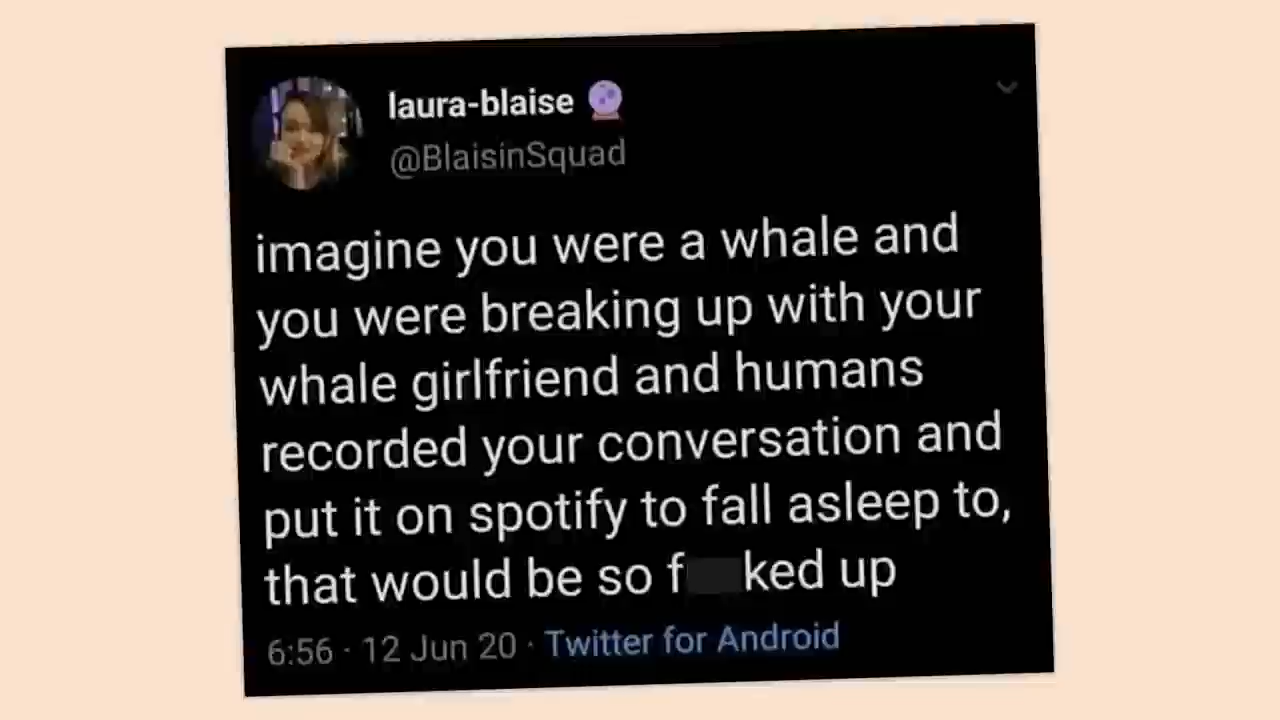 laura-blaise
@BlaisinSquad
imagine you were a whale and
you were breaking up with your
whale girlfriend and humans
recorded your conversation and
put it on spotify to fall asleep to,
that would be so f ked up
6:56 · 12 Jun 20 · Twitter for Android